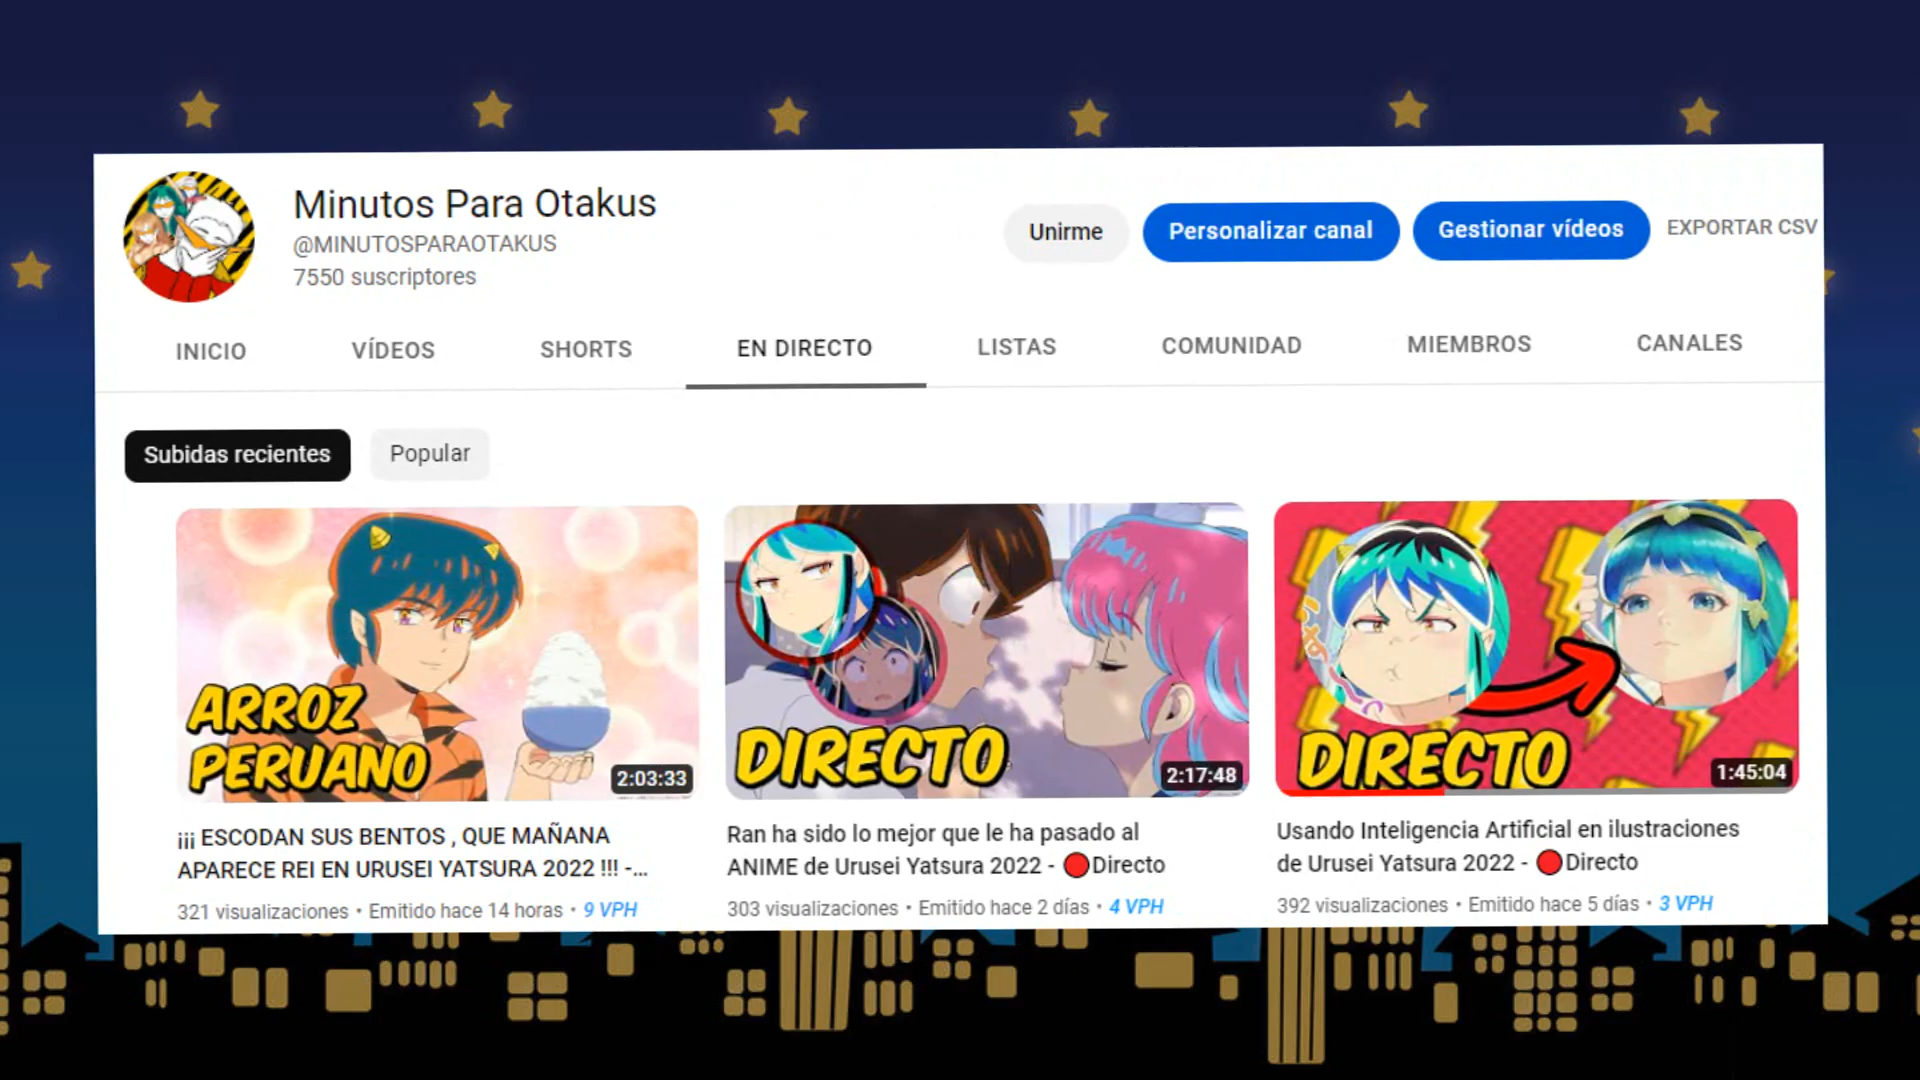 Minutos Para Otakus
@MINUTOSPARAOTAKUS
7550 suscriptores
Unirme
Personalizar canal
Gestionar vídeos
EXPORTAR CSV
INICIO
VÍDEOS
SHORTS
EN DIRECTO
LISTAS
COMUNIDAD
MIEMBROS
CANALES
Subidas recientes
Popular
ARROZ
PERUANO
2:03:33
DIRECTO
2:17:48
DIRECTO
1:45:04
¡¡¡ ESCODAN SUS BENTOS , QUE MAÑANA
APARECE REI EN URUSEI YATSURA 2022 !!! -...
321 visualizaciones • Emitido hace 14 horas • 9 VPH
Ran ha sido lo mejor que le ha pasado al
ANIME de Urusei Yatsura 2022 - 🔴Directo
303 visualizaciones • Emitido hace 2 días • 4 VPH
Usando Inteligencia Artificial en ilustraciones
de Urusei Yatsura 2022 - 🔴Directo
392 visualizaciones • Emitido hace 5 días • 3 VPH